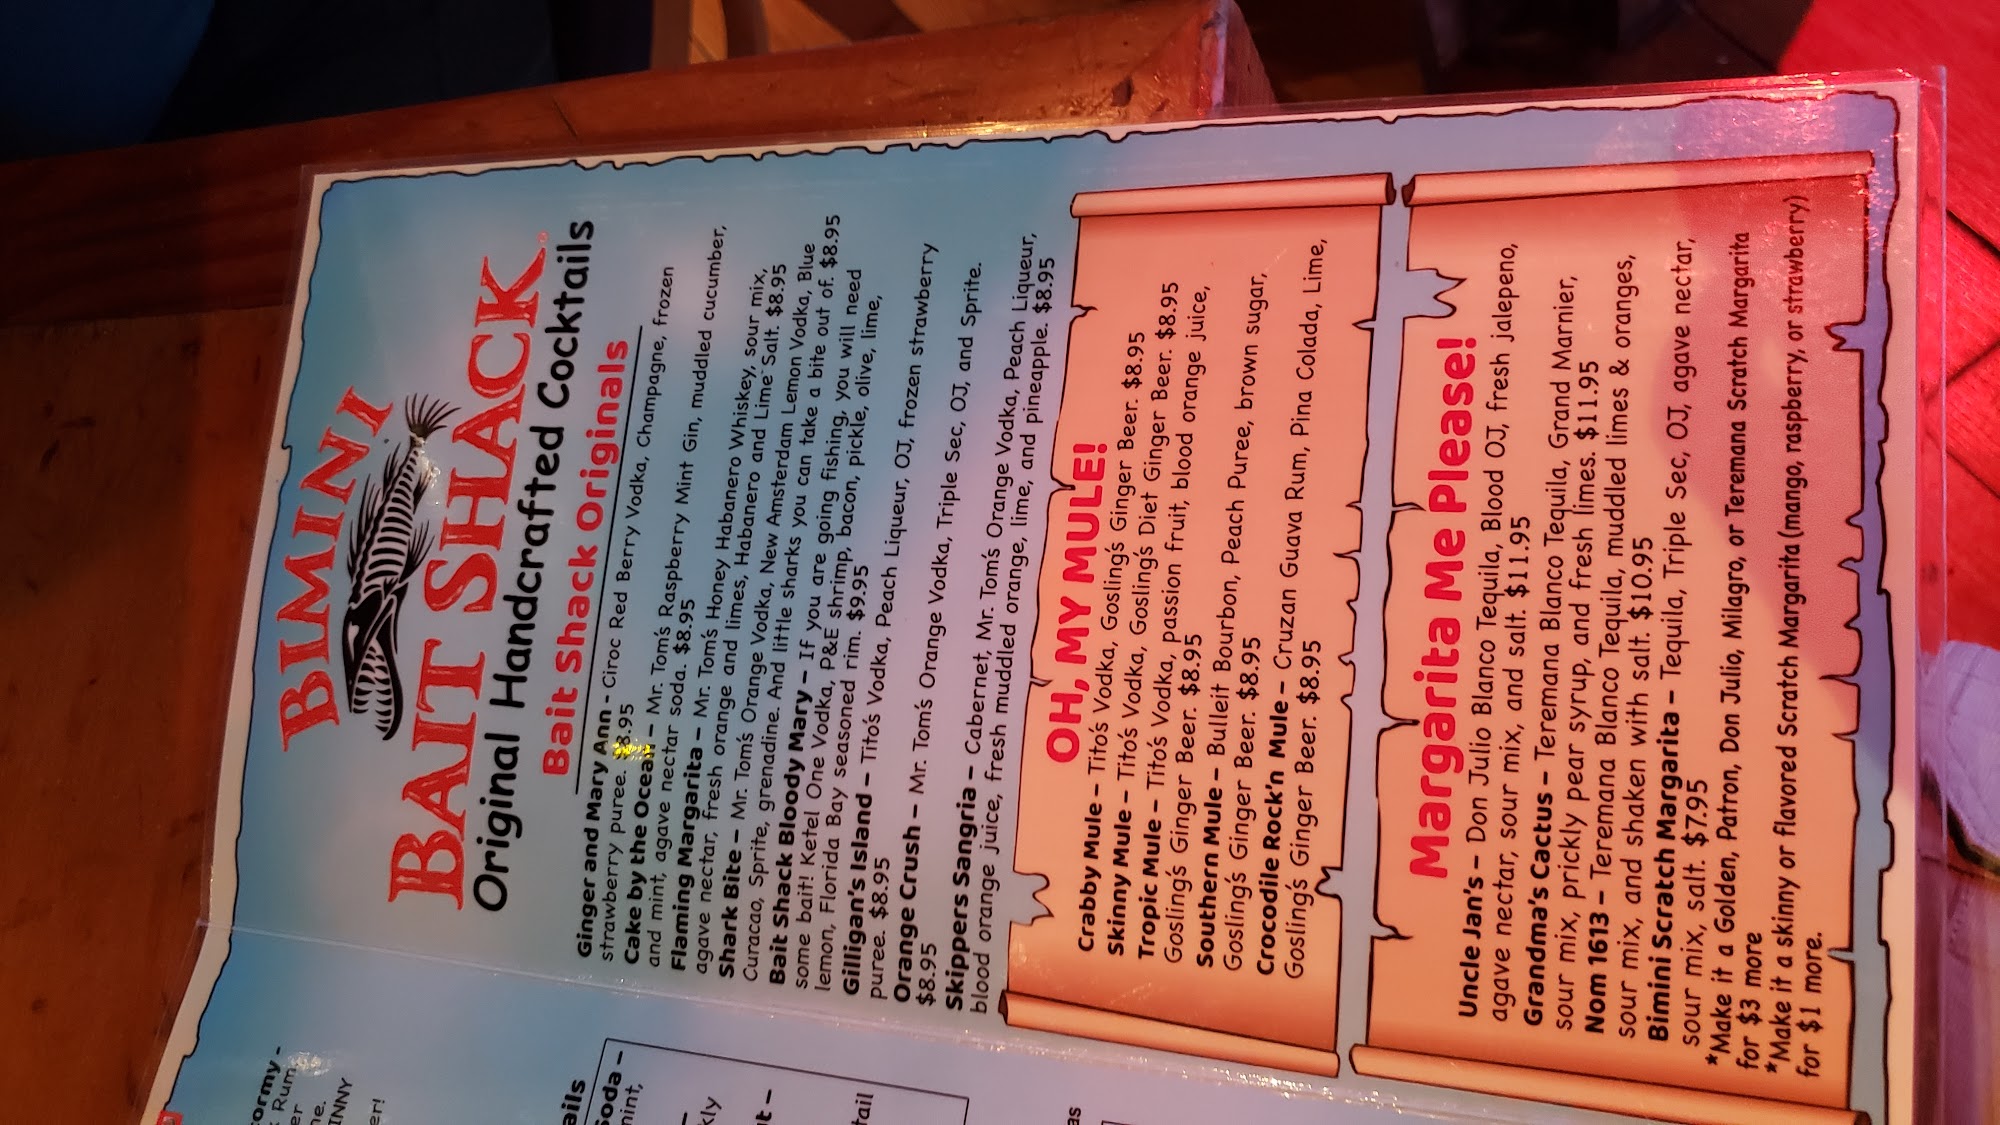 BIMINI
BAIT SHACK
Original Handcrafted Cocktails
Bait Shack Originals
Ginger and Mary Ann - Ciroc Red Berry Vodka, Champagne, frozen
strawberry puree. $8.95
Cake by the Ocean – Mr. Tom's Raspberry Mint Gin, muddled cucumber,
and mint, agave nectar soda. $8.95
Flaming Margarita – Mr. Tom's Honey Habanero Whiskey, sour mix,
agave nectar, fresh orange and limes, Habanero and Lime Salt. $8.95
Shark Bite – Mr. Tom's Orange Vodka, New Amsterdam Lemon Vodka, Blue
Curacao, Sprite, grenadine. And little sharks you can take a bite out of. $8.95
Bait Shack Bloody Mary – If you are going fishing, you will need
some bait! Ketel One Vodka, P&E shrimp, bacon, pickle, olive, lime,
lemon, Florida Bay seasoned rim. $9.95
Gilligan's Island – Tito's Vodka, Peach Liqueur, OJ, frozen strawberry
puree. $8.95
Orange Crush – Mr. Tom's Orange Vodka, Triple Sec, OJ, and Sprite.
$8.95
Skippers Sangria – Cabernet, Mr. Tom's Orange Vodka, Peach Liqueur,
blood orange juice, fresh muddled orange, lime, and pineapple. $8.95
OH, MY MULE!
Crabby Mule – Tito's Vodka, Gosling's Ginger Beer. $8.95
Skinny Mule – Tito's Vodka, Gosling's Diet Ginger Beer. $8.95
Tropic Mule – Tito's Vodka, passion fruit, blood orange juice,
Gosling's Ginger Beer. $8.95
Southern Mule – Bulleit Bourbon, Peach Puree, brown sugar,
Gosling's Ginger Beer. $8.95
Crocodile Rock'n Mule – Cruzan Guava Rum, Pina Colada, Lime,
Gosling's Ginger Beer. $8.95
Margarita Me Please!
Uncle Jan's – Don Julio Blanco Tequila, Blood OJ, fresh jalepeno,
agave nectar, sour mix, and salt. $11.95
Grandma's Cactus – Teremana Blanco Tequila, Grand Marnier,
sour mix, prickly pear syrup, and fresh limes. $11.95
Nom 1613 – Teremana Blanco Tequila, muddled limes & oranges,
sour mix, and shaken with salt. $10.95
Bimini Scratch Margarita – Tequila, Triple Sec, OJ, agave nectar,
sour mix, salt. $7.95
*Make it a Golden, Patron, Don Julio, Milagro, or Teremana Scratch Margarita
for $3 more
*Make it a skinny or flavored Scratch Margarita (mango, raspberry, or strawberry)
for $1 more.
ormy -
Rum,
er
ne.
INNY
er!
ails
Soda –
mint,
kly
ut –
tail
as